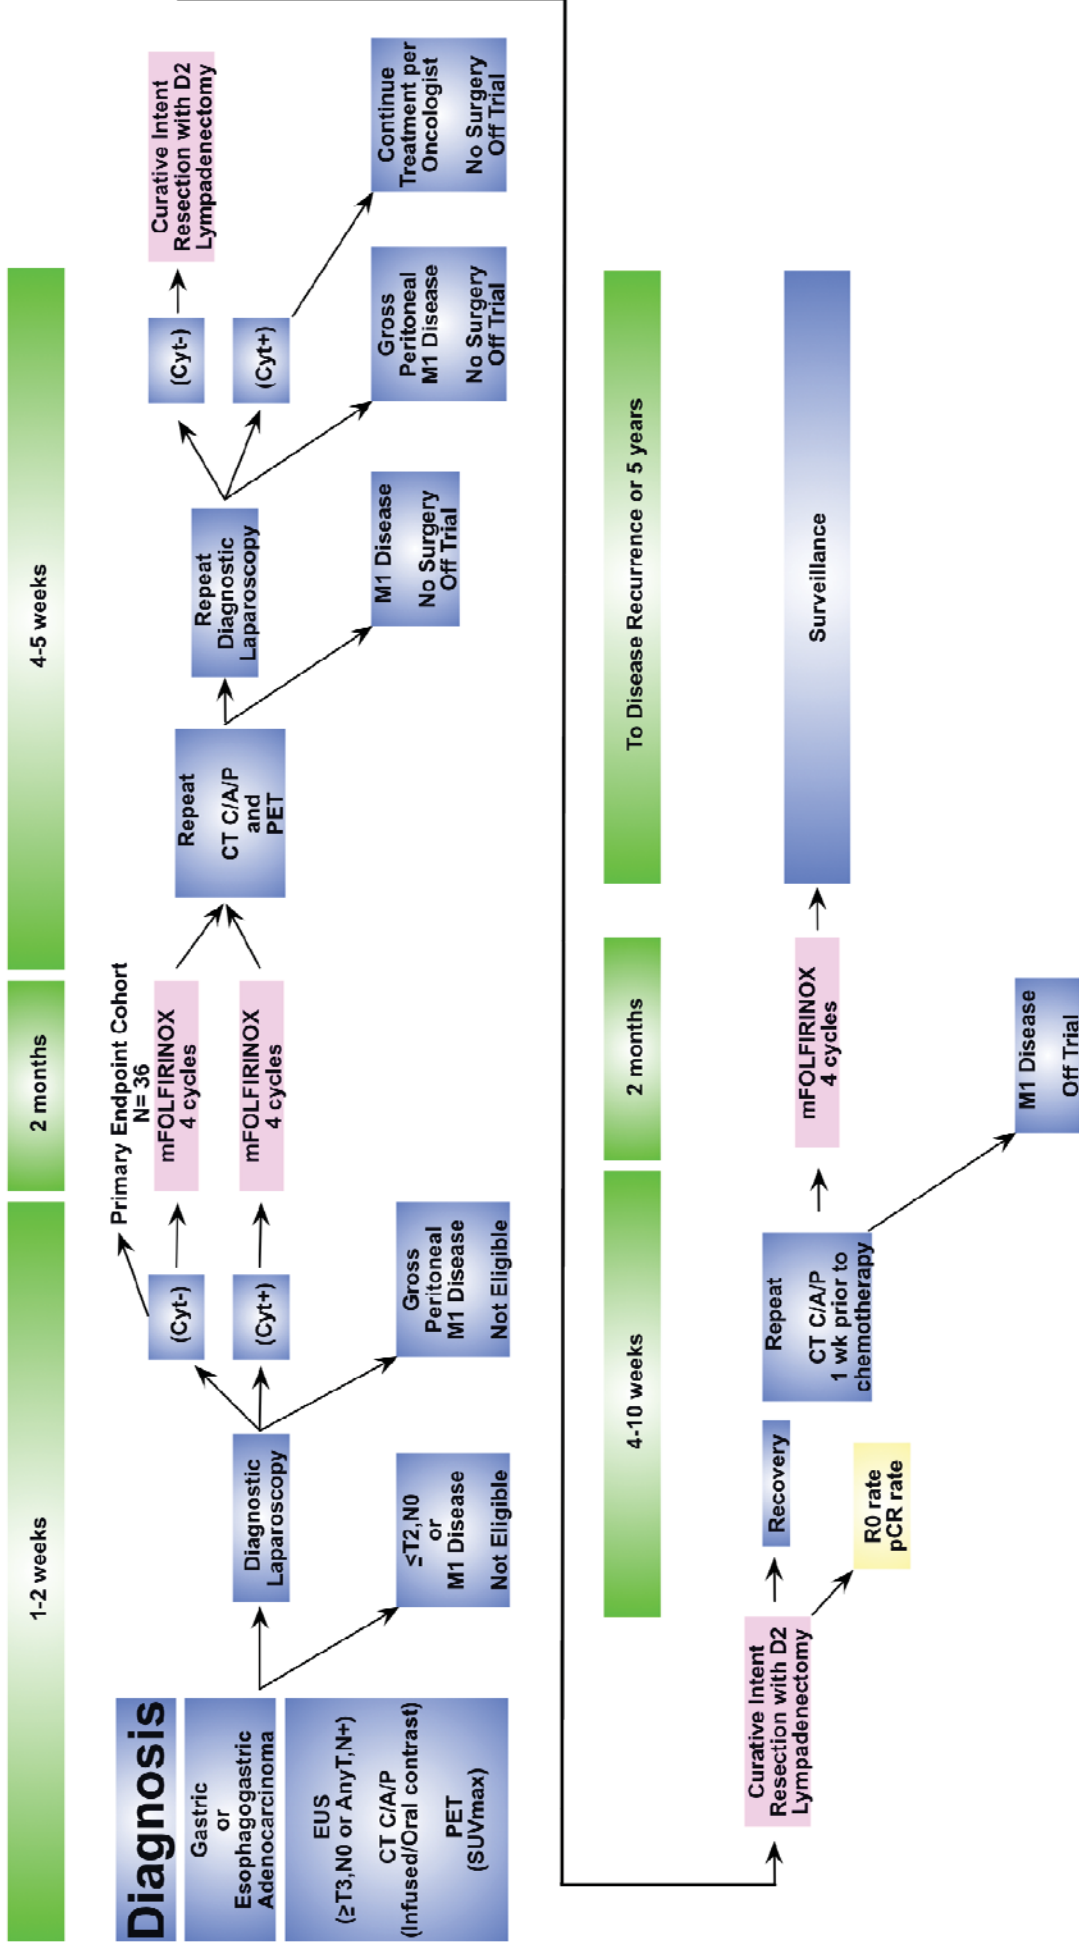 1-2 weeks
2 months
4-5 weeks
Diagnosis
Gastric
or
Esophagogastric
Adenocarcinoma
EUS
(≥T3,N0 or AnyT,N+)
CT C/A/P
(Infused/Oral contrast)
PET
(SUVmax)
Diagnostic
Laparoscopy
≤T2,N0
or
M1 Disease
Not Eligible
(Cyt-)
(Cyt+)
Gross
Peritoneal
M1 Disease
Not Eligible
Primary Endpoint Cohort
N= 36
mFOLFIRINOX
4 cycles
mFOLFIRINOX
4 cycles
Repeat
CT C/A/P
and
PET
Repeat
Diagnostic
Laparoscopy
M1 Disease
No Surgery
Off Trial
(Cyt-)
(Cyt+)
Gross
Peritoneal
M1 Disease
No Surgery
Off Trial
Curative Intent
Resection with D2
Lympadenectomy
Continue
Treatment per
Oncologist
No Surgery
Off Trial
4-10 weeks
2 months
To Disease Recurrence or 5 years
Curative Intent
Resection with D2
Lympadenectomy
Recovery
R0 rate
pCR rate
Repeat
CT C/A/P
1 wk prior to
chemotherapy
mFOLFIRINOX
4 cycles
M1 Disease
Off Trial
Surveillance